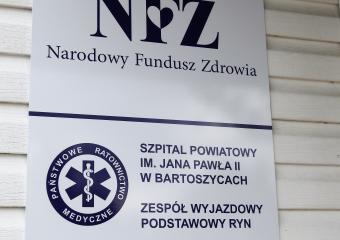 NFZ
Narodowy Fundusz Zdrowia
PAŃSTWOWE RATOWNICTWO MEDYCZNE
SZPITAL POWIATOWY
IM. JANA PAWŁA II
W BARTOSZYCACH
ZESPÓŁ WYJAZDOWY
PODSTAWOWY RYN